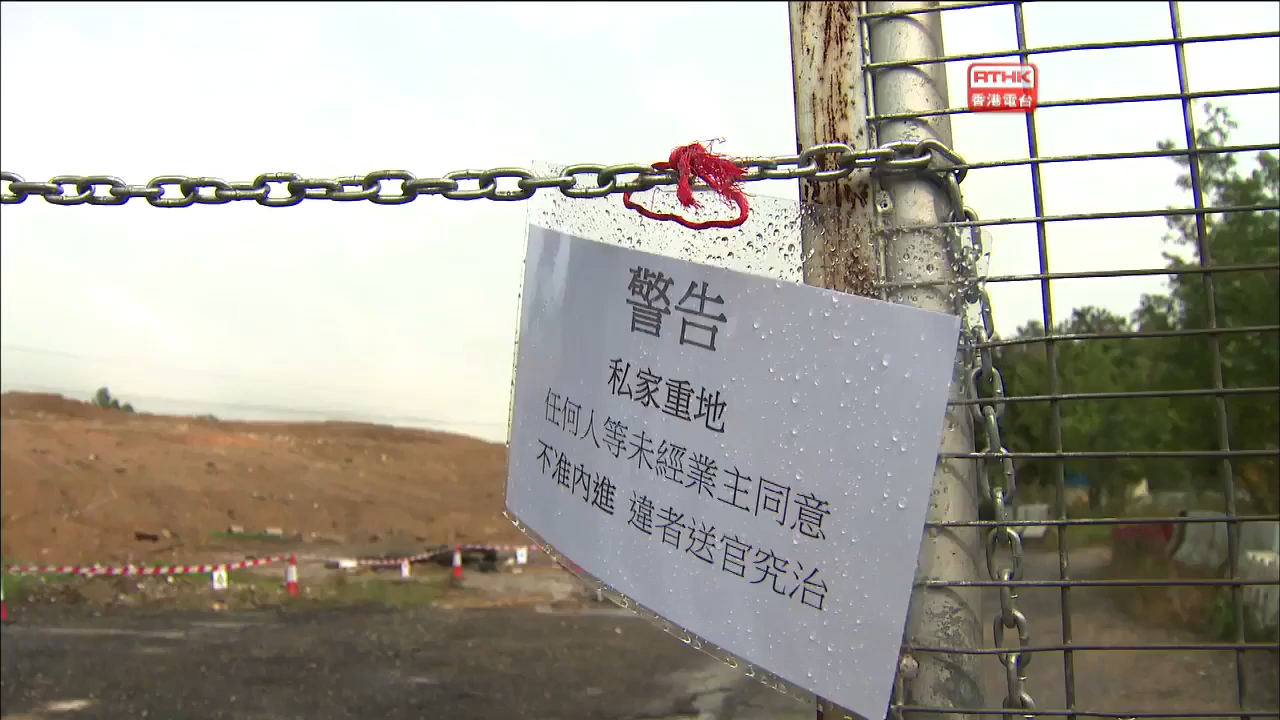 RTHK
香港電台
警告
私家重地
任何人等未經業主同意
不准內進 違者送官究治